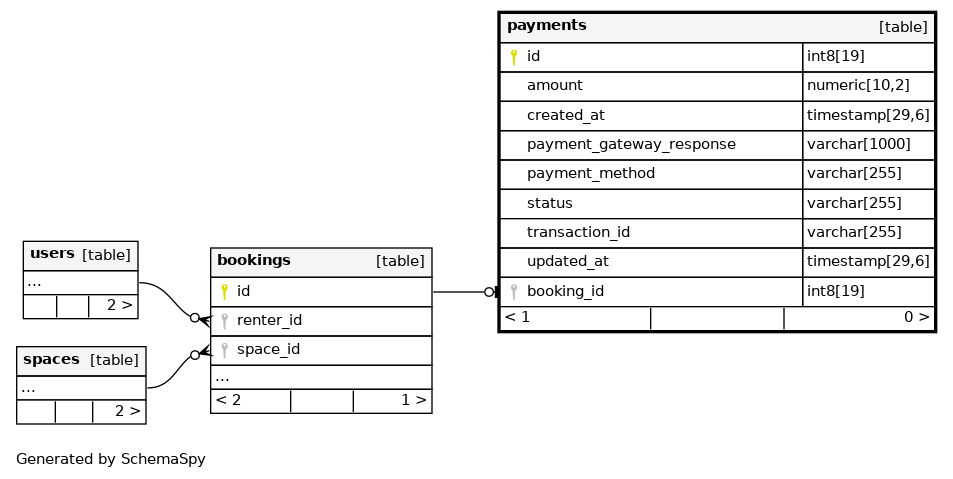 payments [table]
id int8[19]
amount numeric[10,2]
created_at timestamp[29,6]
payment_gateway_response varchar[1000]
payment_method varchar[255]
status varchar[255]
transaction_id varchar[255]
updated_at timestamp[29,6]
booking_id int8[19]
< 1 0 >
users [table]
...
2 >
bookings [table]
id
renter_id
space_id
...
< 2 1 >
spaces [table]
...
2 >
Generated by SchemaSpy